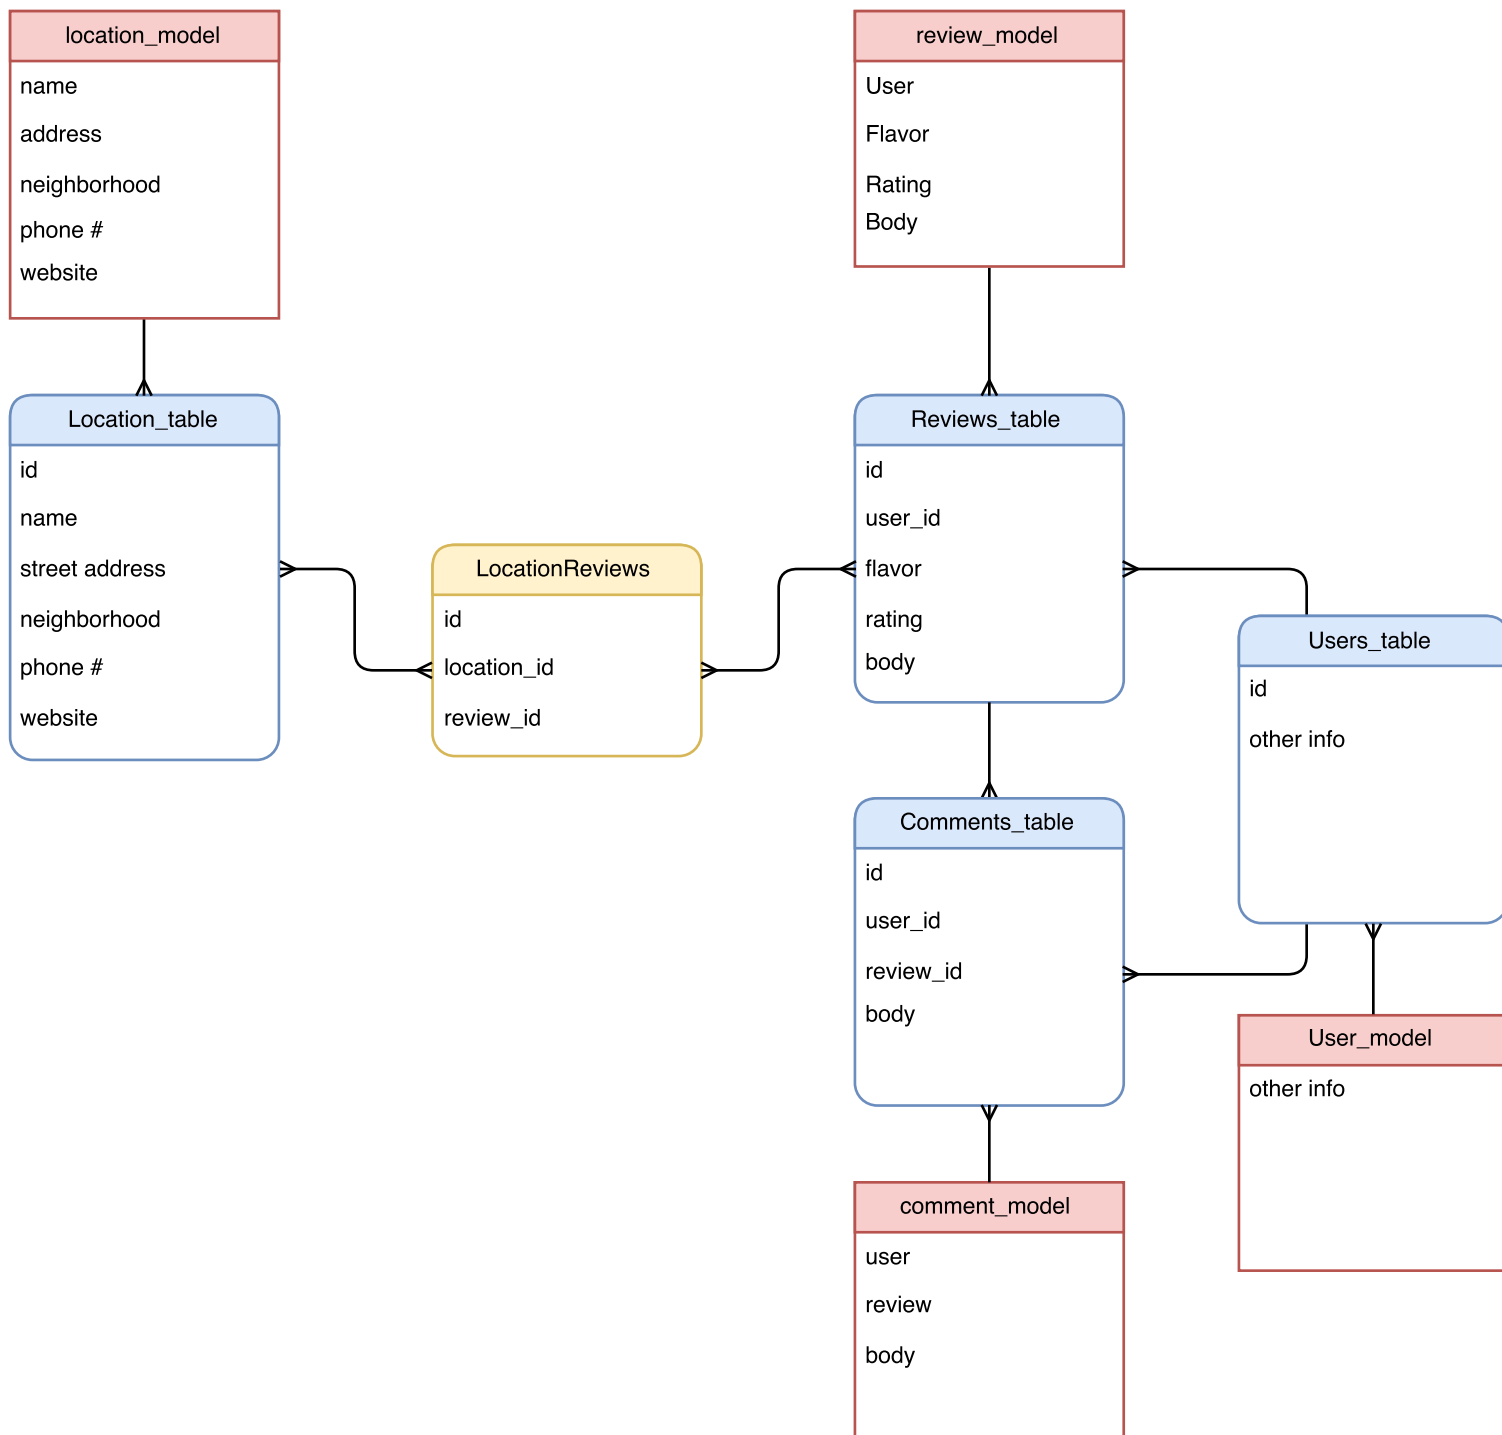 location_model
name
address
neighborhood
phone #
website
review_model
User
Flavor
Rating
Body
Location_table
id
name
street address
neighborhood
phone #
website
LocationReviews
id
location_id
review_id
Reviews_table
id
user_id
flavor
rating
body
Users_table
id
other info
Comments_table
id
user_id
review_id
body
User_model
other info
comment_model
user
review
body